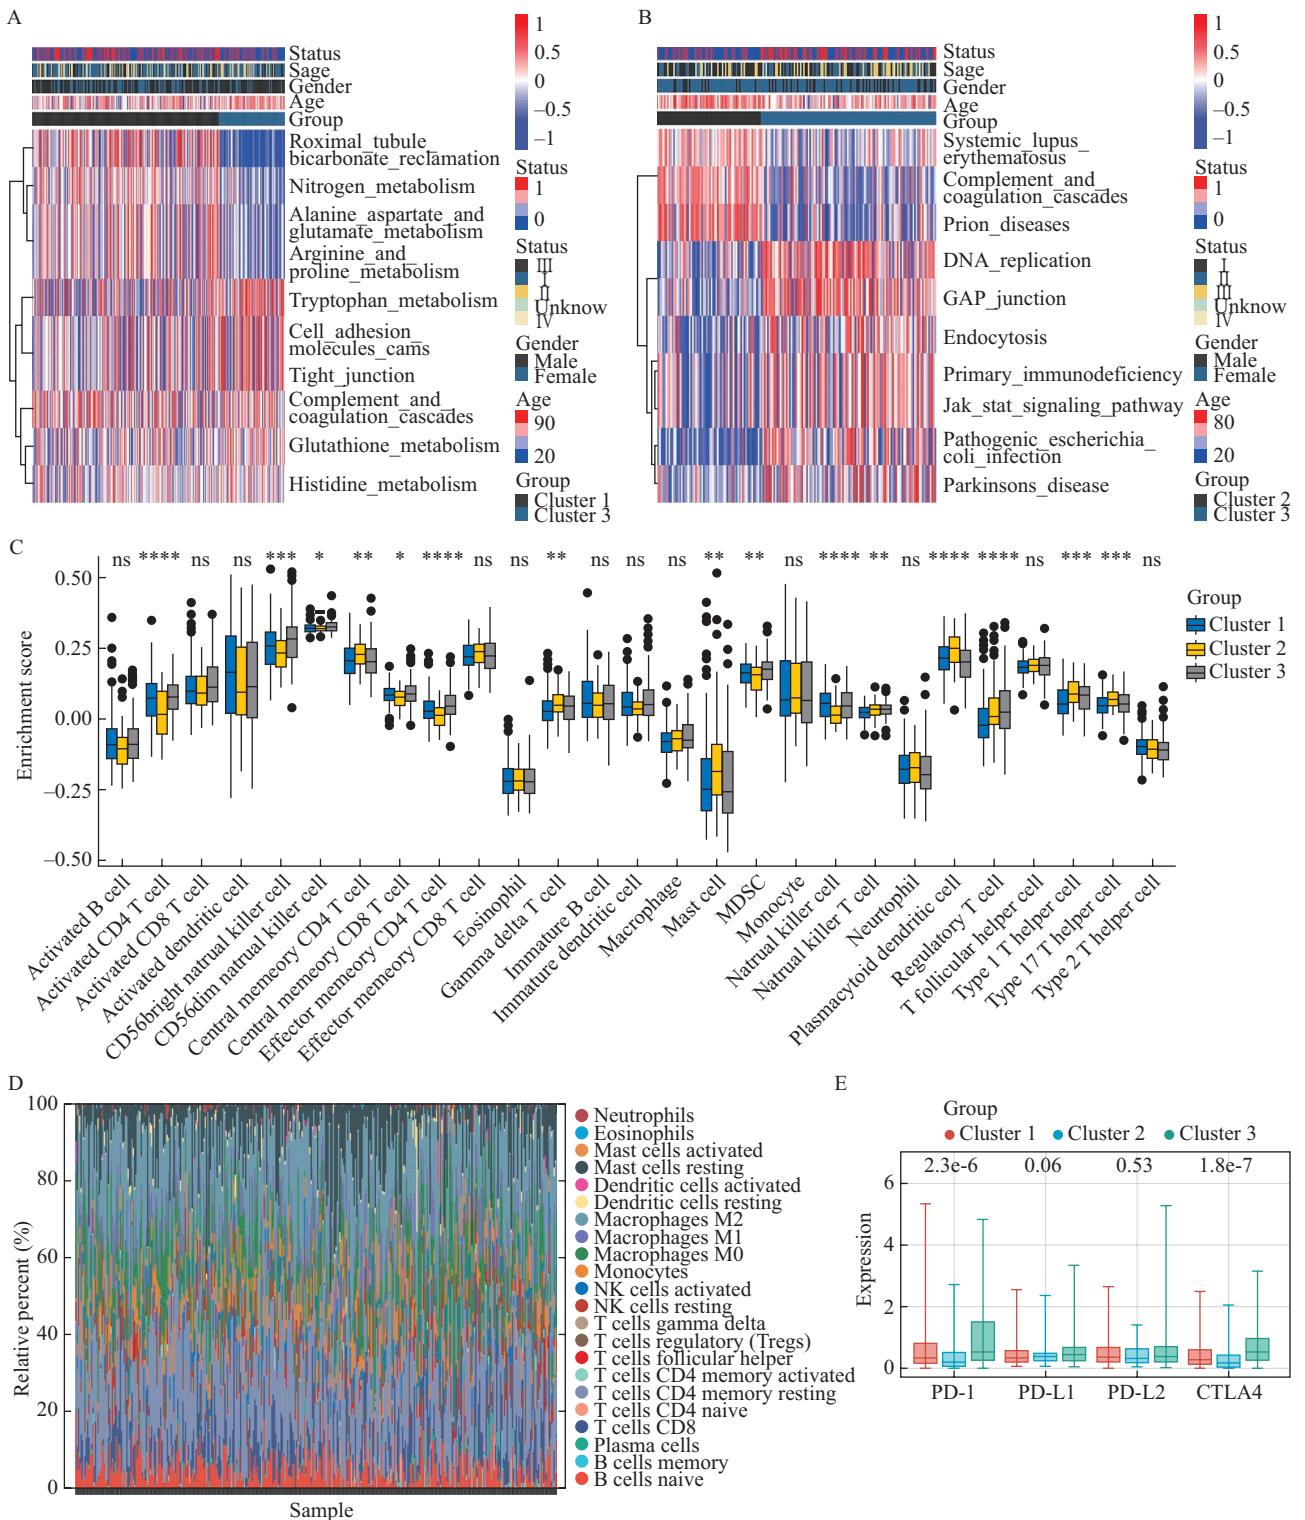 A
Status
Sage
Gender
Age
Group
Roximal_tubule_
bicarbonate_reclamation
Nitrogen_metabolism
Alanine_aspartate_and_
glutamate_metabolism
Arginine_and_
proline_metabolism
Tryptophan_metabolism
Cell_adhesion_
molecules_cams
Tight_junction
Complement_and_
coagulation_cascades
Glutathione_metabolism
Histidine_metabolism
1
0.5
0
−0.5
−1
Status
1
0
Status
III
I
II
Unknow
IV
Gender
Male
Female
Age
90
20
Group
Cluster 1
Cluster 3
B
Status
Sage
Gender
Age
Group
Systemic_lupus_
erythematosus
Complement_and_
coagulation_cascades
Prion_diseases
DNA_replication
GAP_junction
Endocytosis
Primary_immunodeficiency
Jak_stat_signaling_pathway
Pathogenic_escherichia_
coli_infection
Parkinsons_disease
1
0.5
0
−0.5
−1
Status
1
0
Status
I
II
III
Unknow
IV
Gender
Male
Female
Age
80
20
Group
Cluster 2
Cluster 3
C
ns **** ns ns *** * ** * **** ns ns ** ns ns ns ** ** ns **** ** ns **** **** ns *** *** ns
Enrichment score
0.50
0.25
0.00
−0.25
−0.50
Group
Cluster 1
Cluster 2
Cluster 3
Activated B cell
Activated CD4 T cell
Activated CD8 T cell
Activated dendritic cell
CD56bright natrual killer cell
CD56dim natrual killer cell
Central memory CD4 T cell
Central memory CD8 T cell
Effector memory CD4 T cell
Effector memory CD8 T cell
Eosinophil
Gamma delta T cell
Immature B cell
Immature dendritic cell
Macrophage
Mast cell
MDSC
Monocyte
Natrual killer cell
Natrual killer T cell
Neurtophil
Plasmacytoid dendritic cell
Regulatory T cell
T follicular helper cell
Type 1 T helper cell
Type 17 T helper cell
Type 2 T helper cell
D
Relative percent (%)
100
80
60
40
20
0
Sample
Neutrophils
Eosinophils
Mast cells activated
Mast cells resting
Dendritic cells activated
Dendritic cells resting
Macrophages M2
Macrophages M1
Macrophages M0
Monocytes
NK cells activated
NK cells resting
T cells gamma delta
T cells regulatory (Tregs)
T cells follicular helper
T cells CD4 memory activated
T cells CD4 memory resting
T cells CD4 naive
T cells CD8
Plasma cells
B cells memory
B cells naive
E
Group
Cluster 1 Cluster 2 Cluster 3
2.3e-6 0.06 0.53 1.8e-7
Expression
6
4
2
0
PD-1 PD-L1 PD-L2 CTLA4